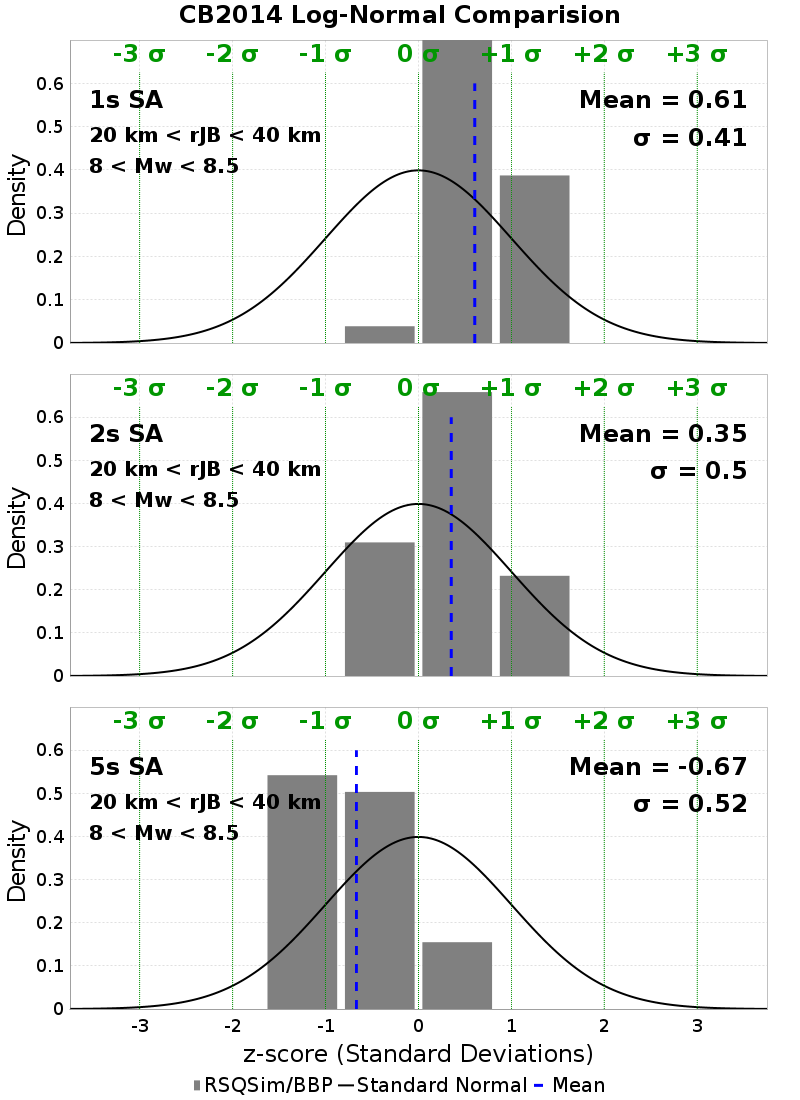 CB2014 Log-Normal Comparision
-3 σ -2 σ -1 σ 0 σ +1 σ +2 σ +3 σ
1s SA
20 km < rJB < 40 km
8 < Mw < 8.5
Mean = 0.61
σ = 0.41
0.6
0.5
0.4
0.3
0.2
0.1
0
Density
-3 σ -2 σ -1 σ 0 σ +1 σ +2 σ +3 σ
2s SA
20 km < rJB < 40 km
8 < Mw < 8.5
Mean = 0.35
σ = 0.5
0.6
0.5
0.4
0.3
0.2
0.1
0
Density
-3 σ -2 σ -1 σ 0 σ +1 σ +2 σ +3 σ
5s SA
20 km < rJB < 40 km
8 < Mw < 8.5
Mean = -0.67
σ = 0.52
0.6
0.5
0.4
0.3
0.2
0.1
0
Density
-3 -2 -1 0 1 2 3
z-score (Standard Deviations)
RSQSim/BBP Standard Normal Mean